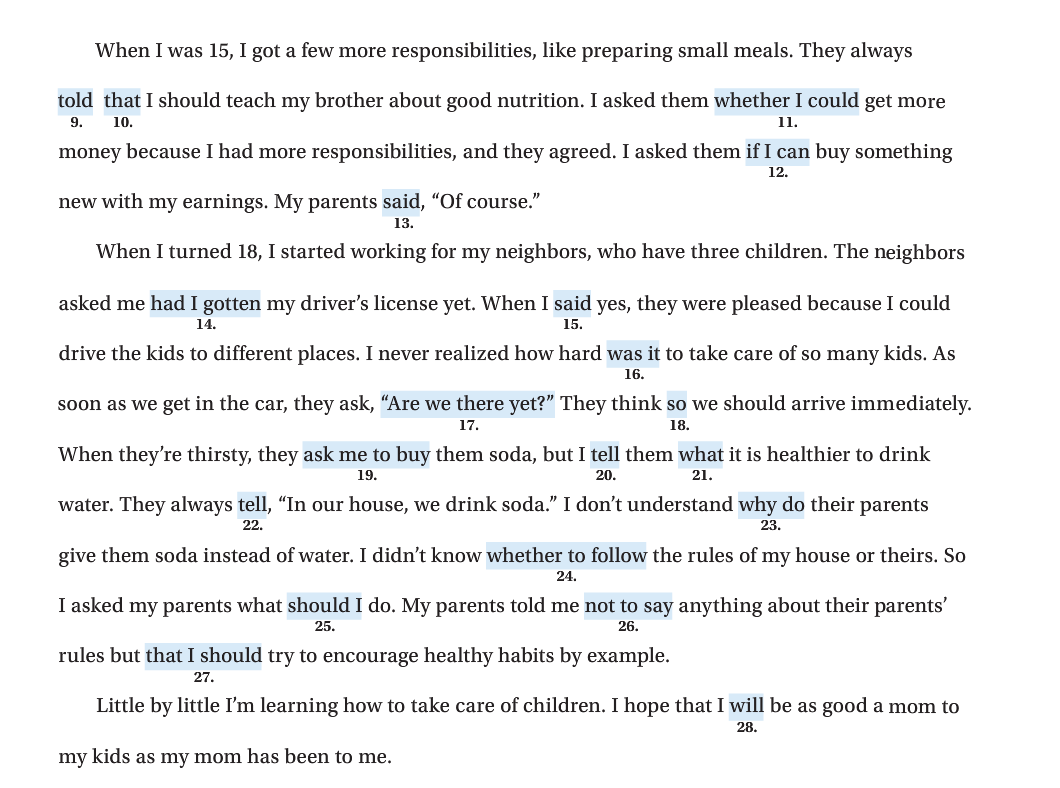 When I was 15, I got a few more responsibilities, like preparing small meals. They always
told that I should teach my brother about good nutrition. I asked them whether I could get more
9. 10. 11.
money because I had more responsibilities, and they agreed. I asked them if I can buy something
12.
new with my earnings. My parents said, “Of course.”
13.
When I turned 18, I started working for my neighbors, who have three children. The neighbors
asked me had I gotten my driver’s license yet. When I said yes, they were pleased because I could
14. 15.
drive the kids to different places. I never realized how hard was it to take care of so many kids. As
16.
soon as we get in the car, they ask, “Are we there yet?” They think so we should arrive immediately.
17. 18.
When they’re thirsty, they ask me to buy them soda, but I tell them what it is healthier to drink
19. 20. 21.
water. They always tell, “In our house, we drink soda.” I don’t understand why do their parents
22. 23.
give them soda instead of water. I didn’t know whether to follow the rules of my house or theirs. So
24.
I asked my parents what should I do. My parents told me not to say anything about their parents’
25. 26.
rules but that I should try to encourage healthy habits by example.
27.
Little by little I’m learning how to take care of children. I hope that I will be as good a mom to
28.
my kids as my mom has been to me.